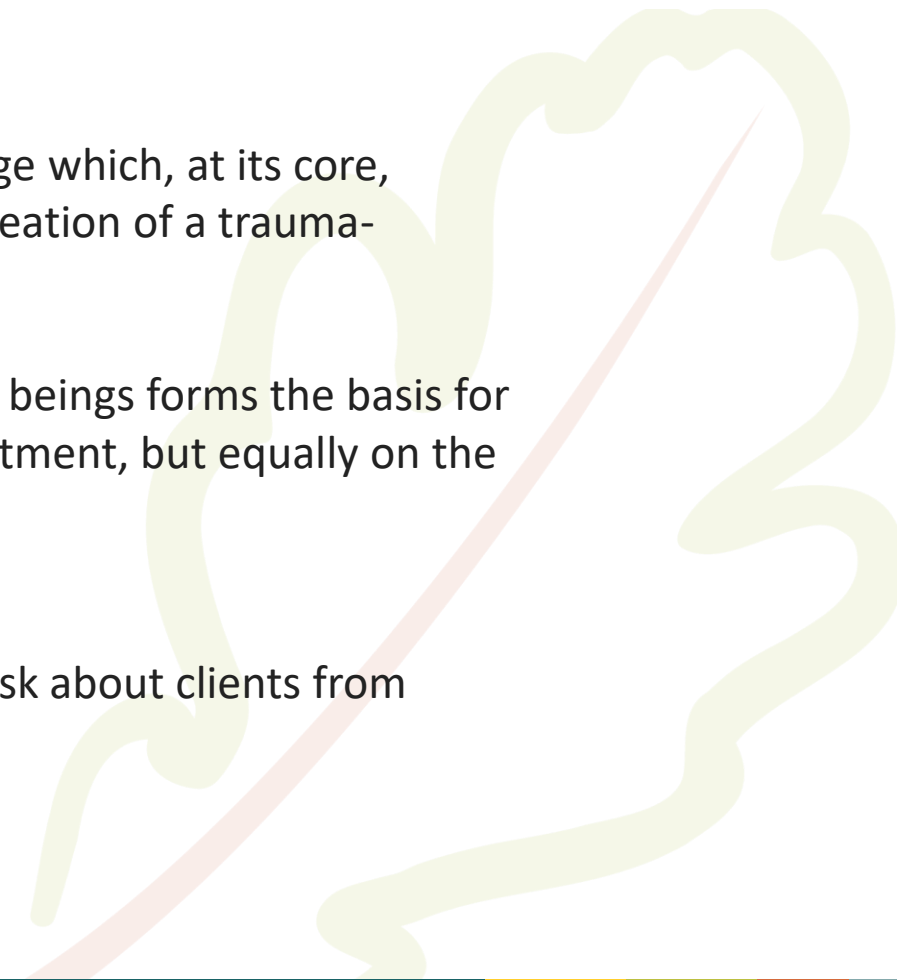 ge which, at its core,
eation of a trauma-
beings forms the basis for
tment, but equally on the
sk about clients from